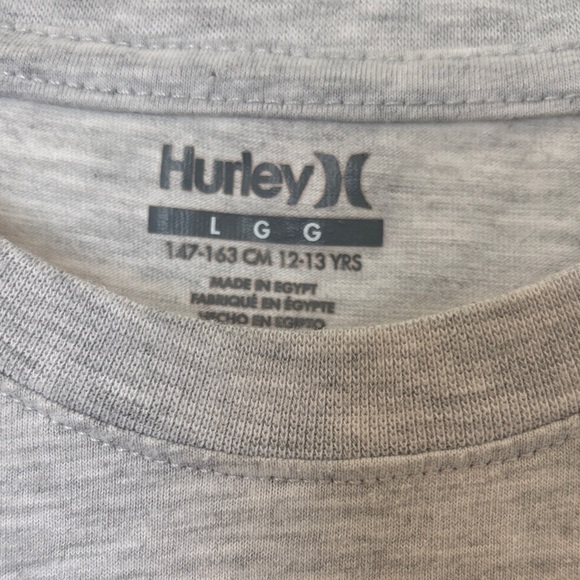 Hurley
L G G
147-163 CM 12-13 YRS
MADE IN EGYPT
FABRIQUÉ EN ÉGYPTE
HECHO EN EGIPTO